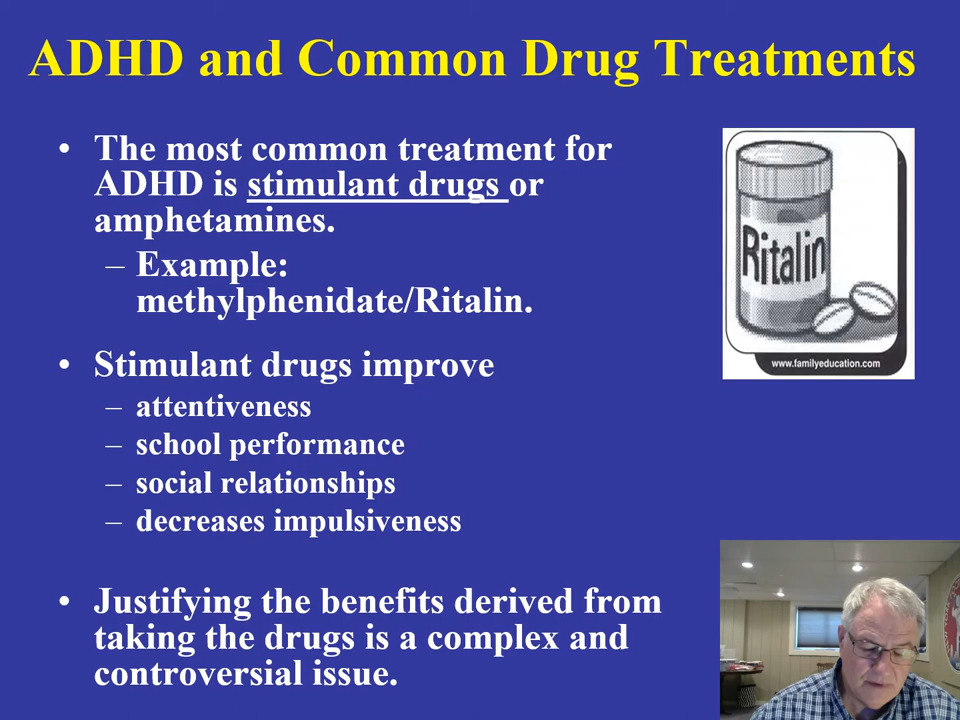 ADHD and Common Drug Treatments
• The most common treatment for
ADHD is stimulant drugs or
amphetamines.
– Example:
methylphenidate/Ritalin.
• Stimulant drugs improve
– attentiveness
– school performance
– social relationships
– decreases impulsiveness
• Justifying the benefits derived from
taking the drugs is a complex and
controversial issue.
Ritalin
www.familyeducation.com